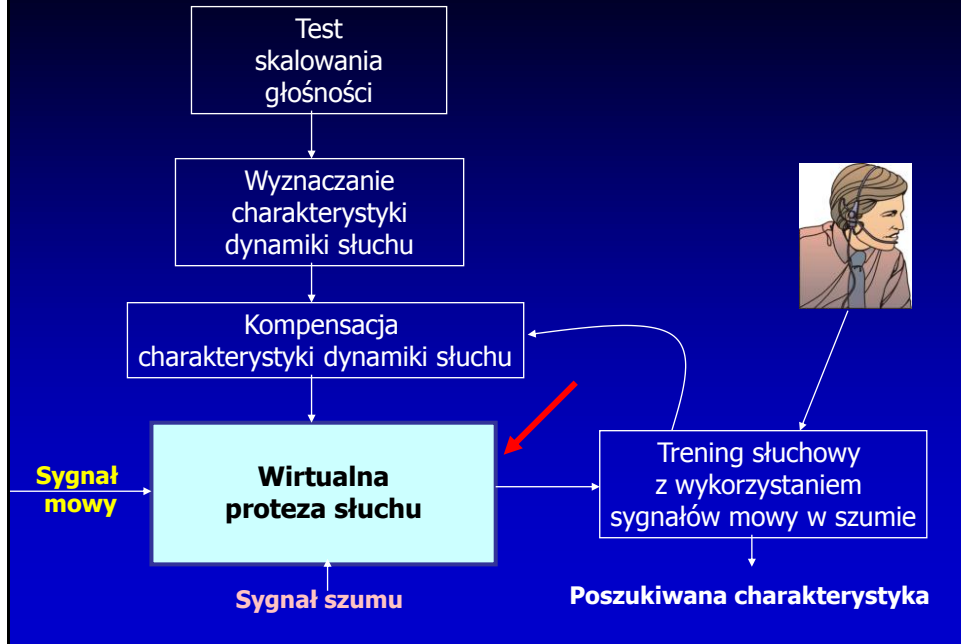 Test
skalowania
głośności
Wyznaczanie
charakterystyki
dynamiki słuchu
Kompensacja
charakterystyki dynamiki słuchu
Sygnał
mowy
Wirtualna
proteza słuchu
Trening słuchowy
z wykorzystaniem
sygnałów mowy w szumie
Sygnał szumu
Poszukiwana charakterystyka